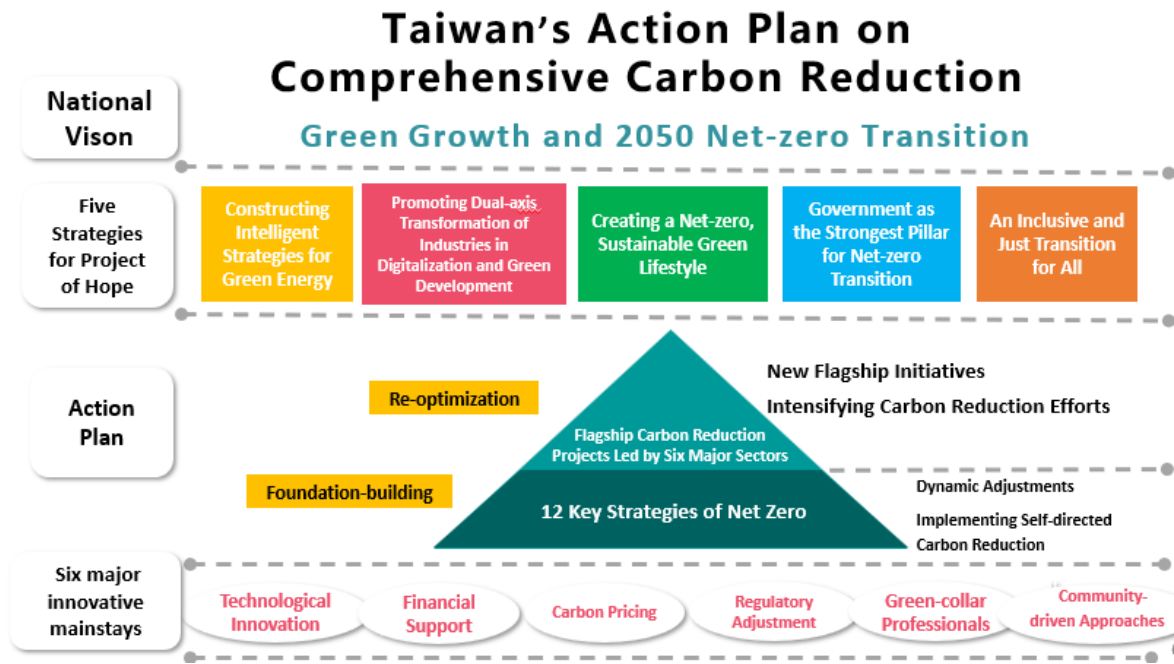 Taiwan's Action Plan on
Comprehensive Carbon Reduction
National
Vison
Green Growth and 2050 Net-zero Transition
Five
Strategies
for Project
of Hope
Constructing
Intelligent
Strategies for
Green Energy
Promoting Dual-axis
Transformation of
Industries in
Digitalization and Green
Development
Creating a Net-zero,
Sustainable Green
Lifestyle
Government as
the Strongest Pillar
for Net-zero
Transition
An Inclusive and
Just Transition
for All
Action
Plan
Re-optimization
Foundation-building
Flagship Carbon Reduction
Projects Led by Six Major Sectors
12 Key Strategies of Net Zero
New Flagship Initiatives
Intensifying Carbon Reduction Efforts
Dynamic Adjustments
Implementing Self-directed
Carbon Reduction
Six major
innovative
mainstays
Technological
Innovation
Financial
Support
Carbon Pricing
Regulatory
Adjustment
Green-collar
Professionals
Community-
driven Approaches